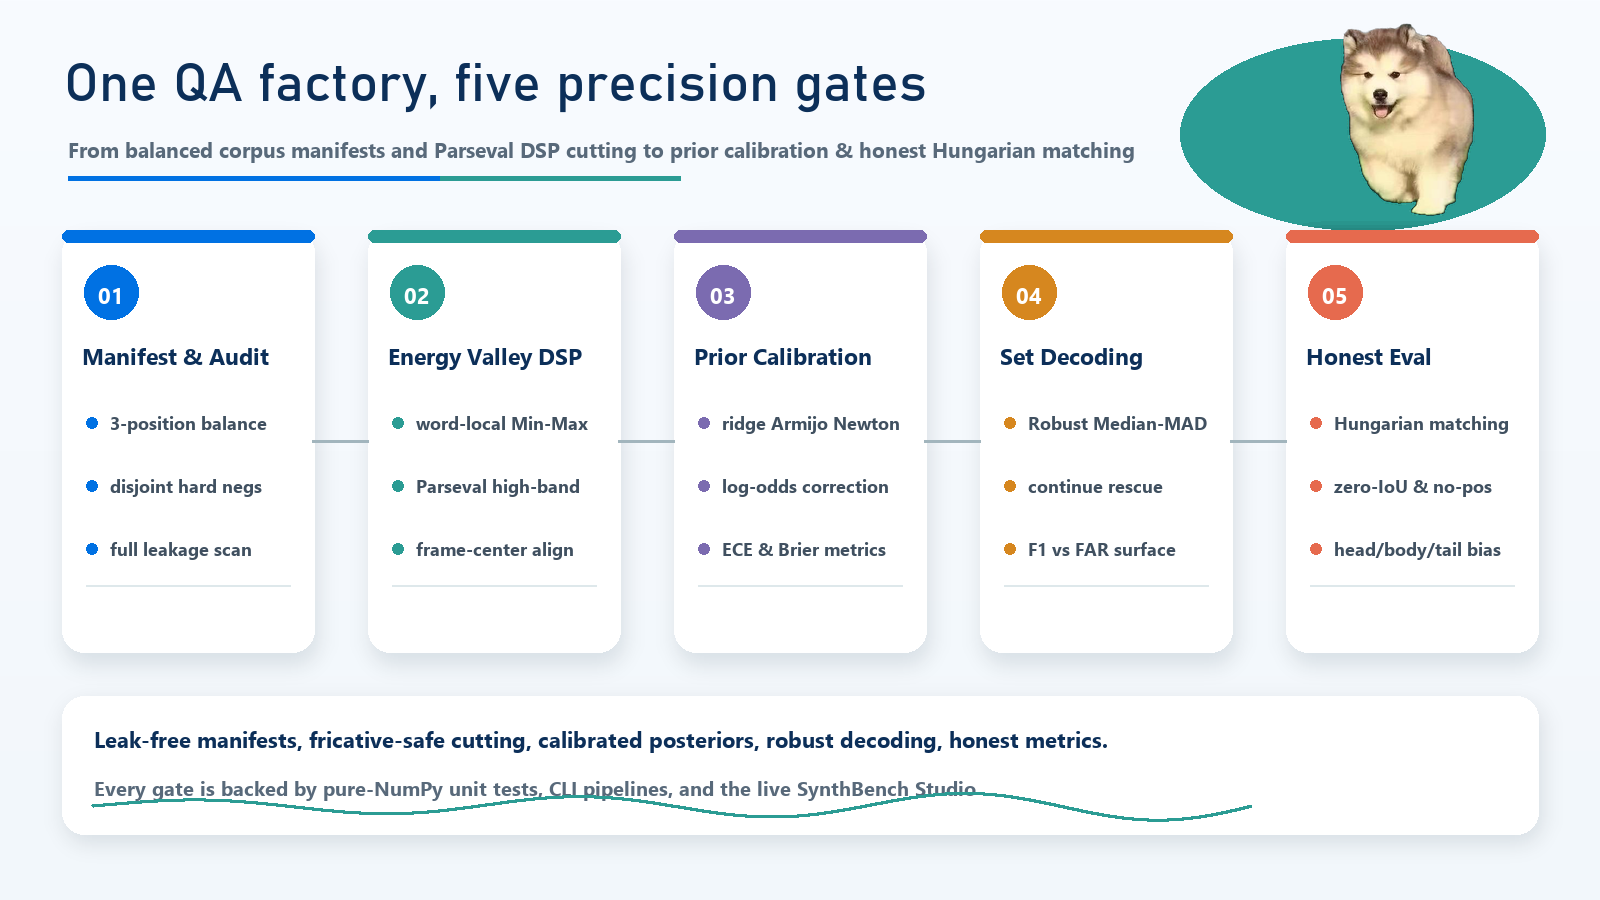 One QA factory, five precision gates
From balanced corpus manifests and Parseval DSP cutting to prior calibration & honest Hungarian matching
01
Manifest & Audit
3-position balance
disjoint hard negs
full leakage scan
02
Energy Valley DSP
word-local Min-Max
Parseval high-band
frame-center align
03
Prior Calibration
ridge Armijo Newton
log-odds correction
ECE & Brier metrics
04
Set Decoding
Robust Median-MAD
continue rescue
F1 vs FAR surface
05
Honest Eval
Hungarian matching
zero-IoU & no-pos
head/body/tail bias
Leak-free manifests, fricative-safe cutting, calibrated posteriors, robust decoding, honest metrics.
Every gate is backed by pure-NumPy unit tests, CLI pipelines, and the live SynthBench Studio.